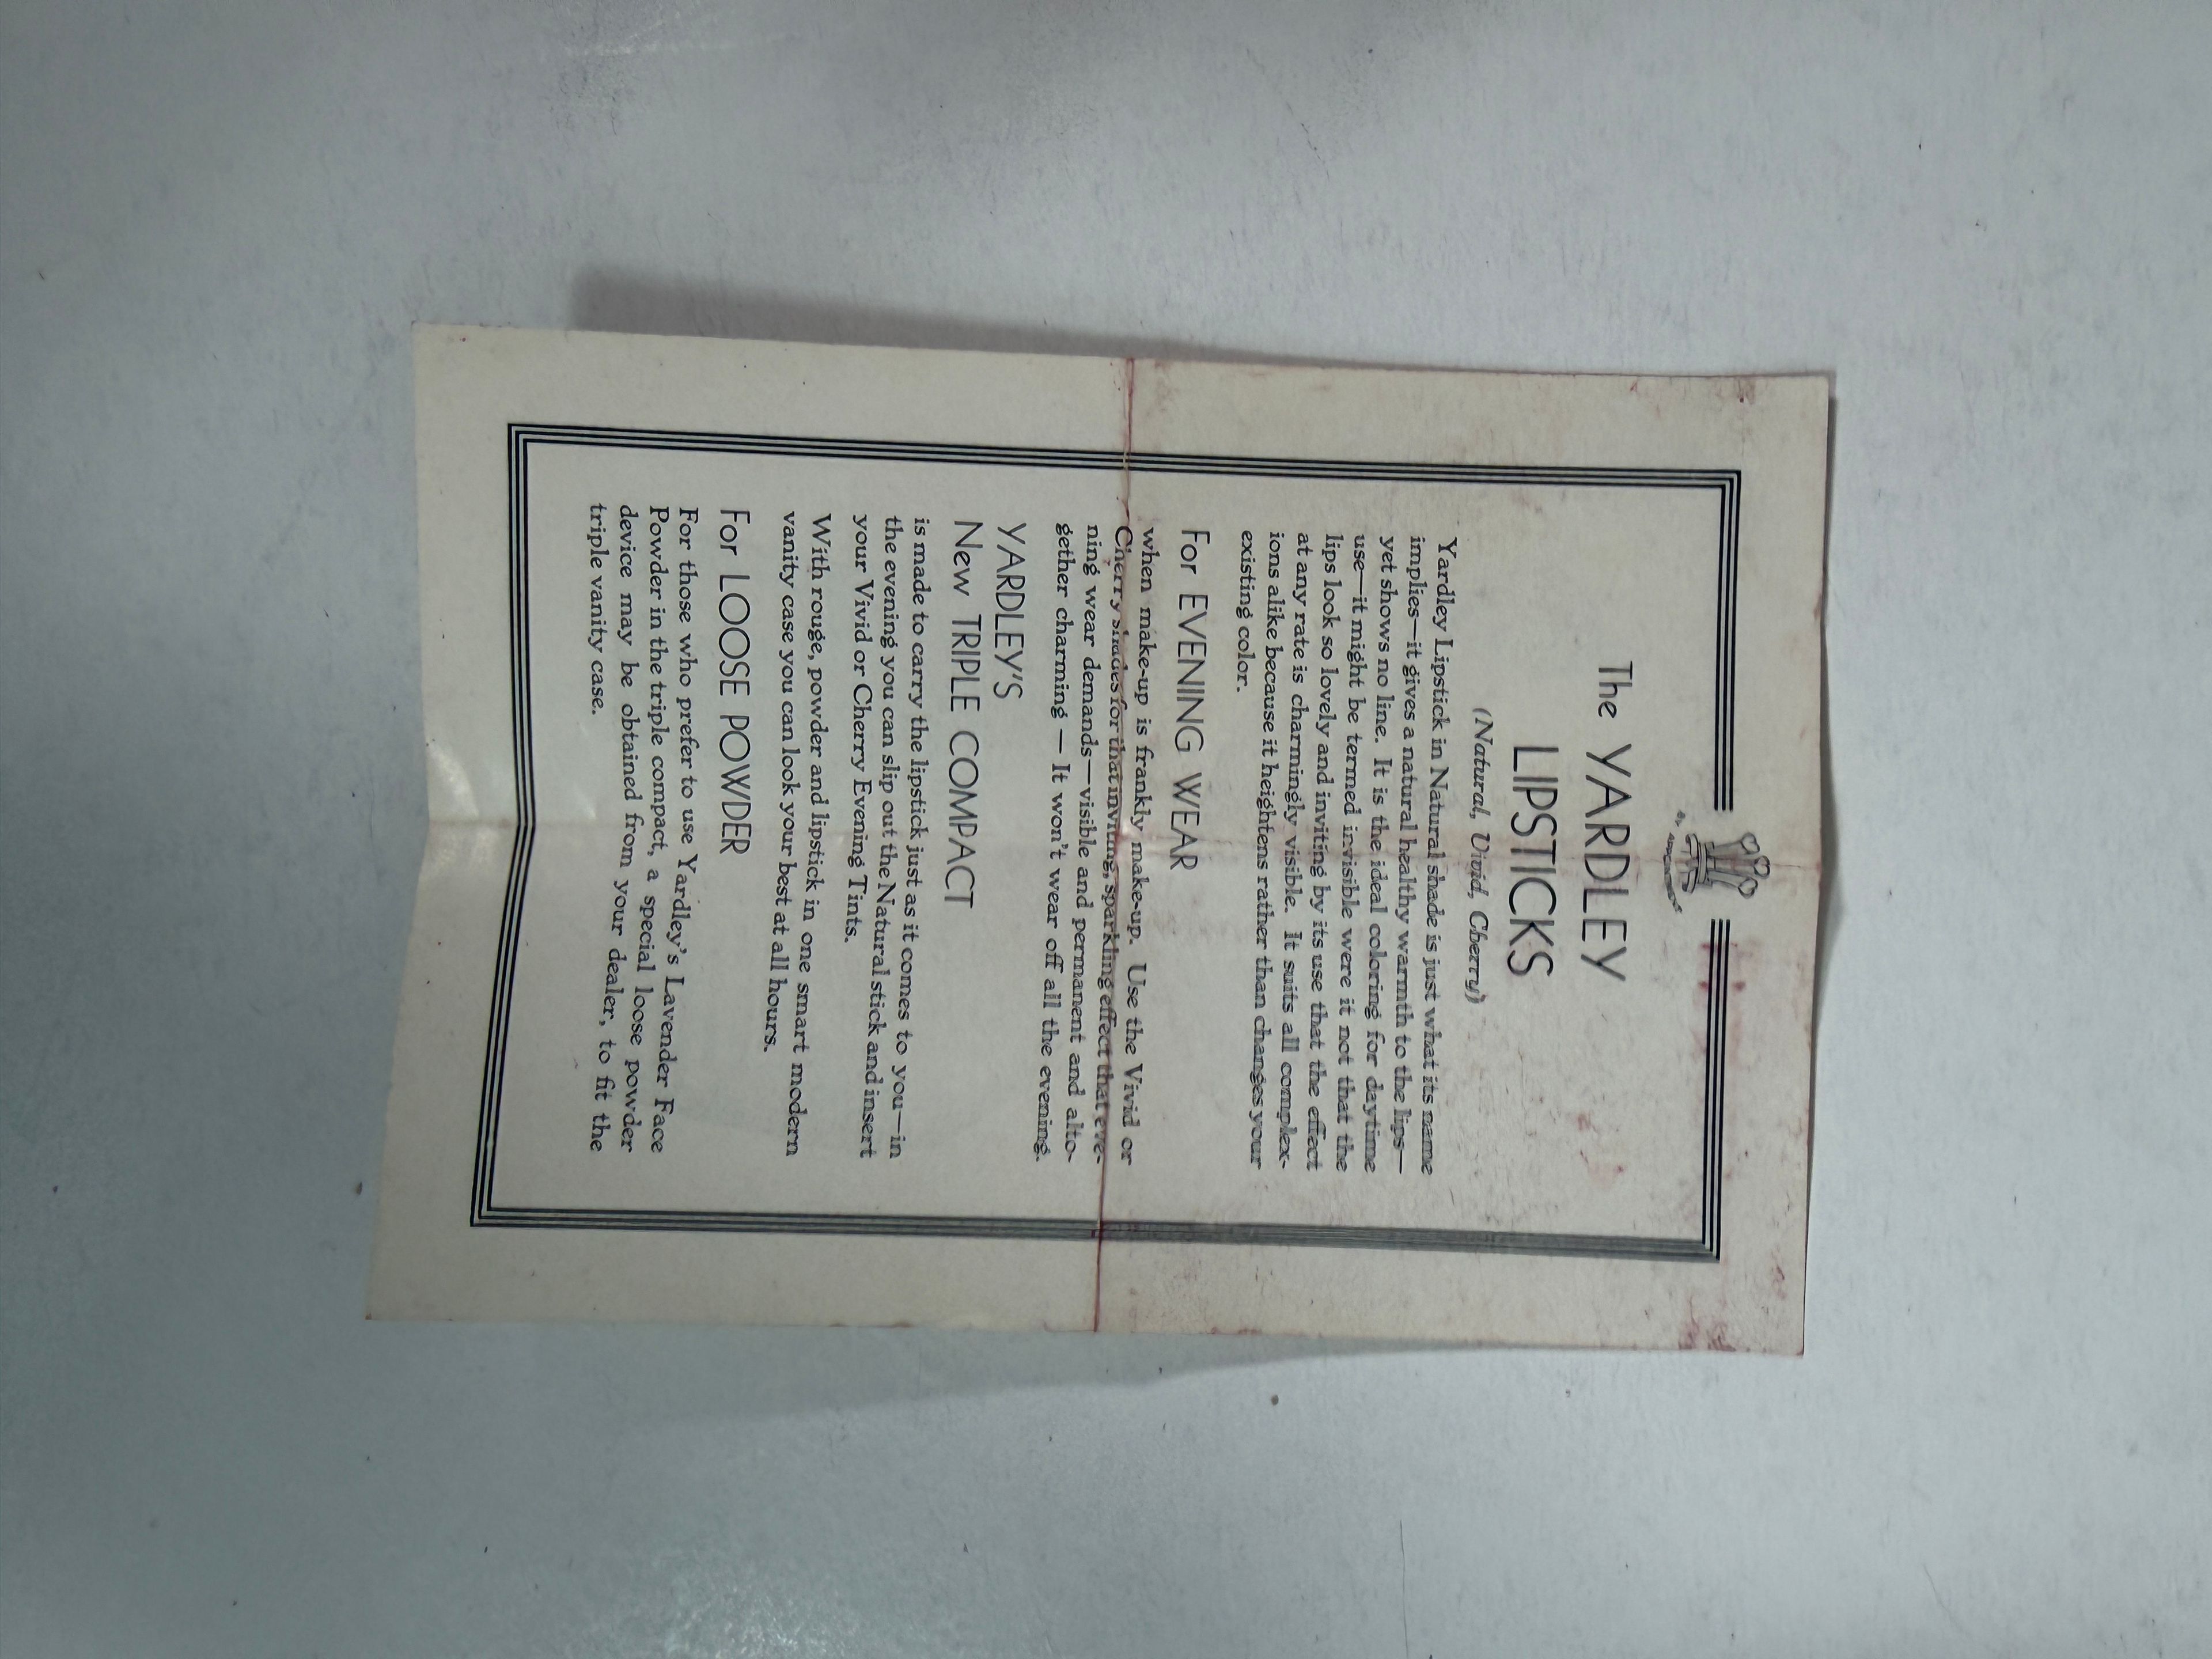 The YARDLEY
LIPSTICKS
(Natural, Vivid, Cherry)
Yardley Lipstick in Natural shade is just what its name
implies—it gives a natural healthy warmth to the lips—
yet shows no line. It is the ideal coloring for daytime
use—it might be termed invisible were it not that the
lips look so lovely and inviting by its use that the effect
at any rate is charmingly visible. It suits all complex-
ions alike because it heightens rather than changes your
existing color.
For EVENING WEAR
when make-up is frankly make-up. Use the Vivid or
Cherry shades for that inviting, sparkling effect that eve-
ning wear demands—visible and permanent and alto-
gether charming — It won't wear off all the evening.
YARDLEY'S
New TRIPLE COMPACT
is made to carry the lipstick just as it comes to you—in
the evening you can slip out the Natural stick and insert
your Vivid or Cherry Evening Tints.
With rouge, powder and lipstick in one smart modern
vanity case you can look your best at all hours.
For LOOSE POWDER
For those who prefer to use Yardley's Lavender Face
Powder in the triple compact, a special loose powder
device may be obtained from your dealer, to fit the
triple vanity case.